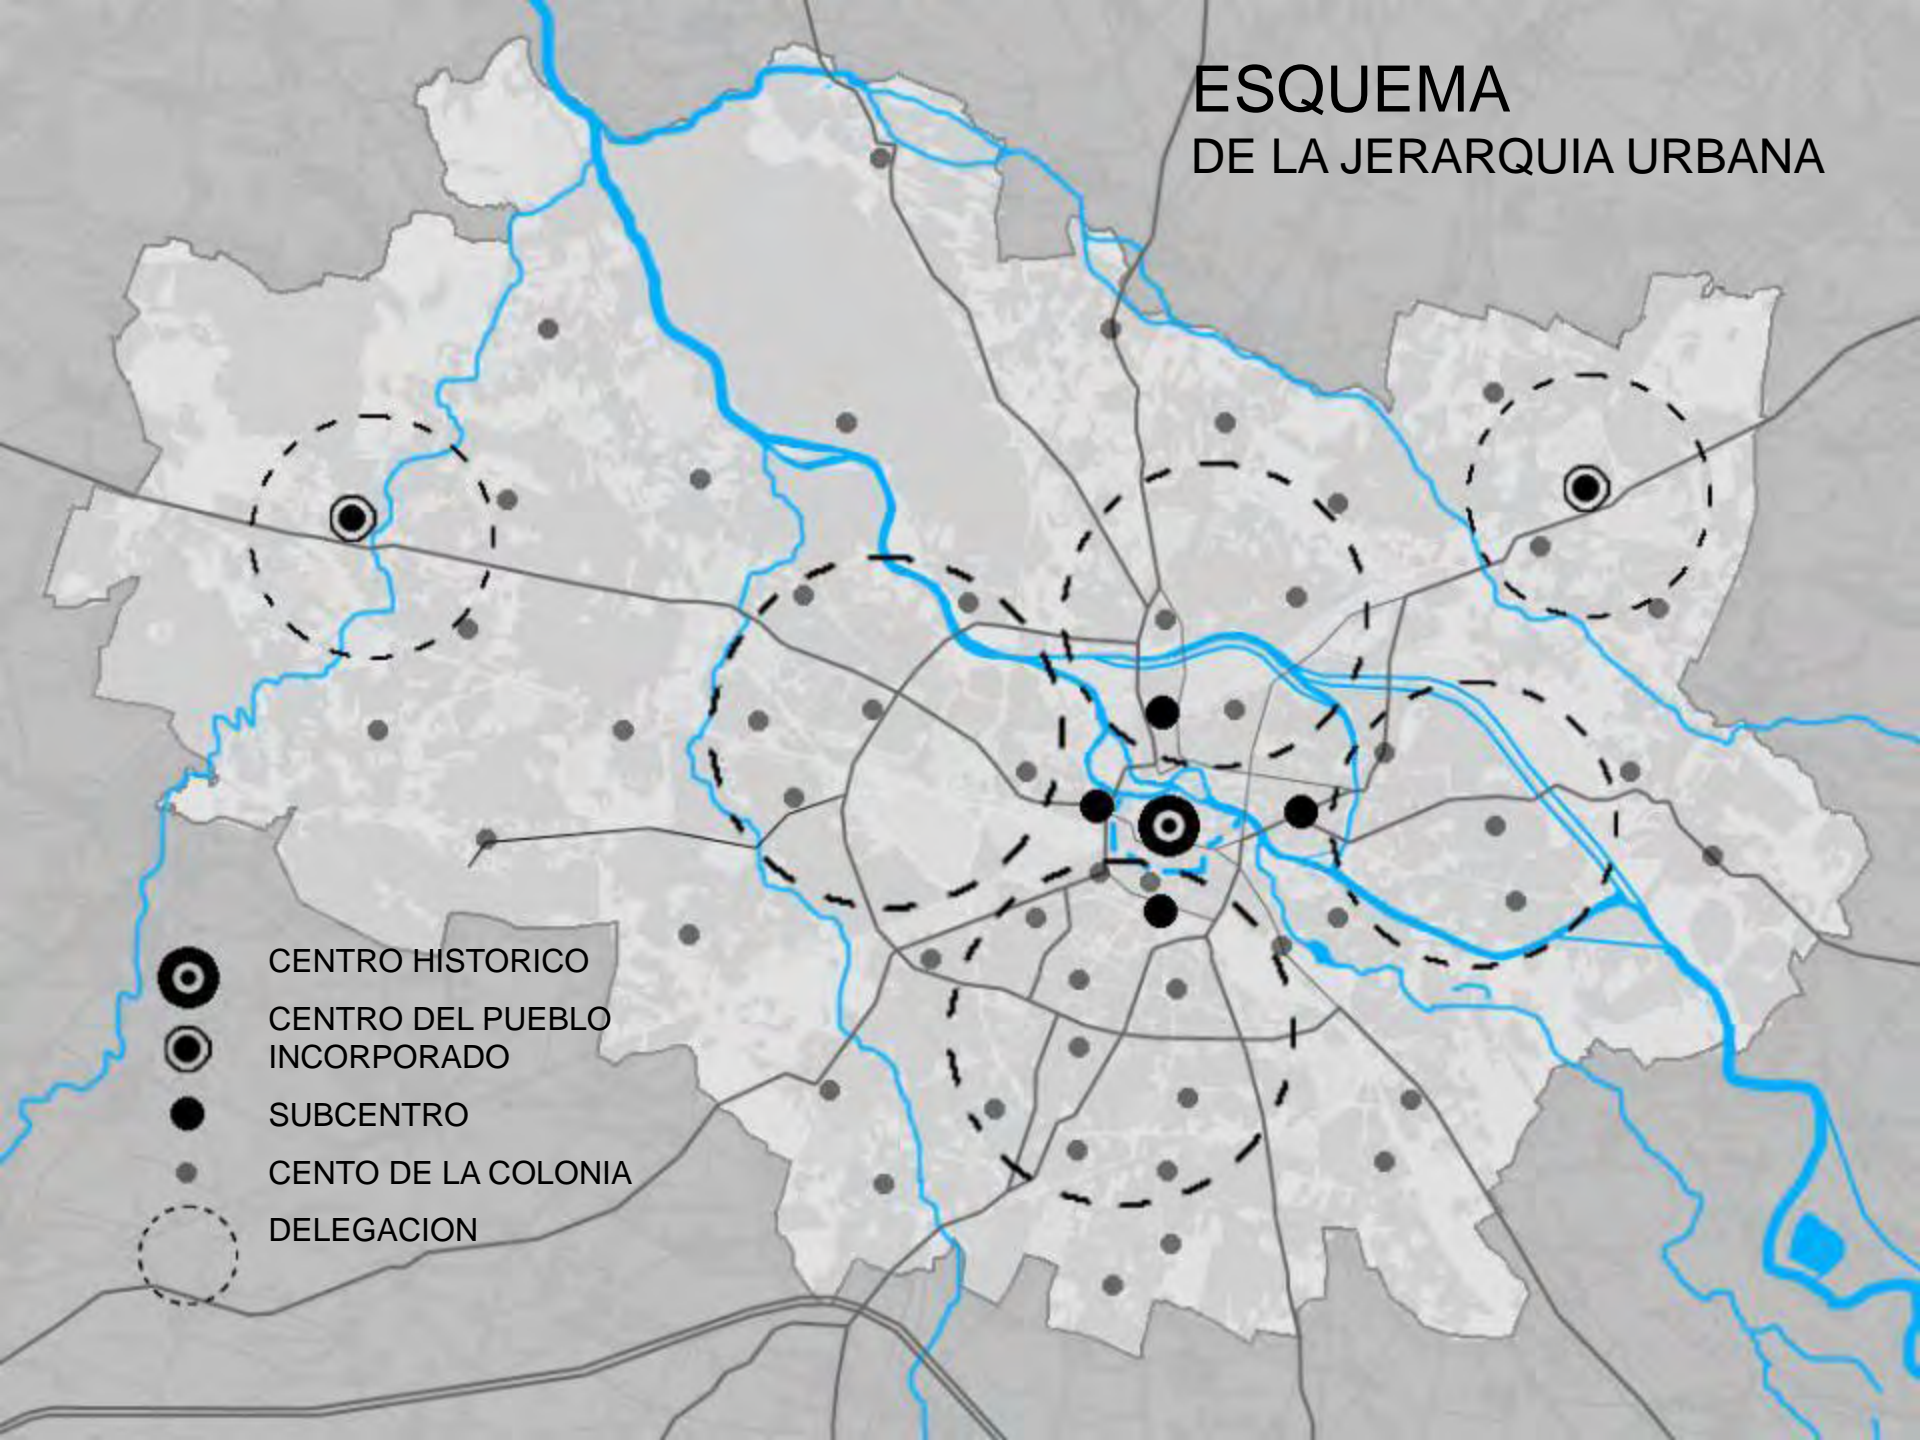 ESQUEMA
DE LA JERARQUIA URBANA
CENTRO HISTORICO
CENTRO DEL PUEBLO
INCORPORADO
SUBCENTRO
CENTO DE LA COLONIA
DELEGACION